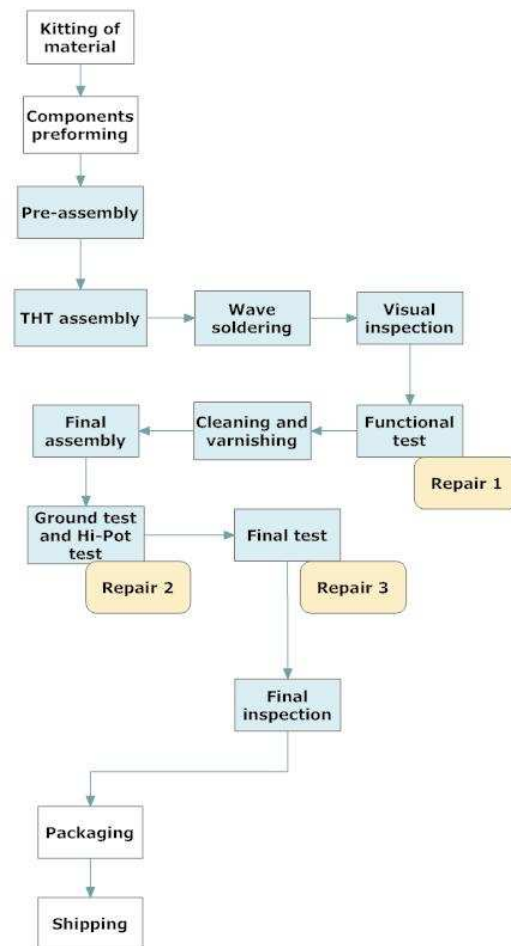 Kitting of
material
Components
preforming
Pre-assembly
THT assembly
Wave
soldering
Visual
inspection
Final
assembly
Cleaning and
varnishing
Functional
test
Repair 1
Ground test
and Hi-Pot
test
Final test
Repair 2
Repair 3
Final
inspection
Packaging
Shipping